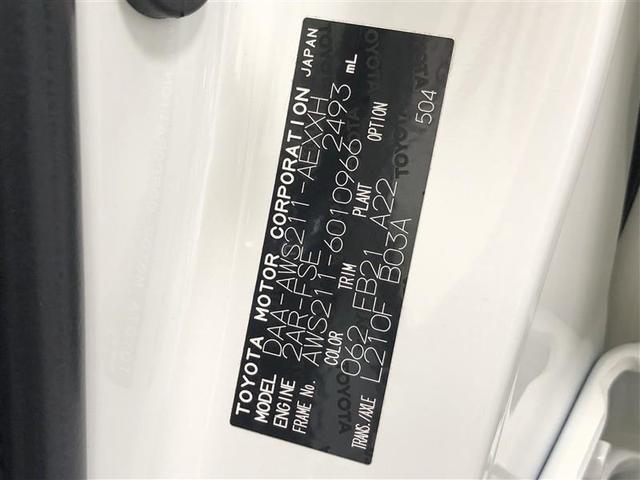 TOYOTA MOTOR CORPORATION JAPAN
MODEL DAA-AWS211-AEXXH
ENGINE 2AR-FSE 2493 mL
FRAME No. AWS211-6010966
COLOR TRIM PLANT OPTION
062 FB21 A22 504
TRANS./AXLE L210F B03A